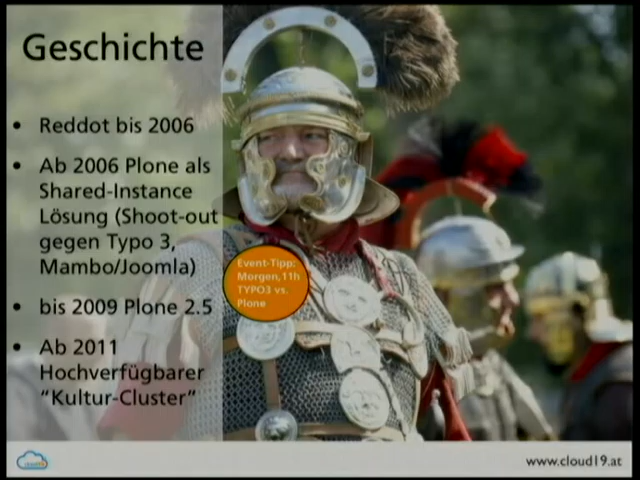 Geschichte
• Reddot bis 2006
• Ab 2006 Plone als
Shared-Instance
Lösung (Shoot-out
gegen Typo 3,
Mambo/Joomla)
• bis 2009 Plone 2.5
• Ab 2011
Hochverfügbarer
“Kultur-Cluster”
Event-Tipp:
Morgen,11h
TYPO3 vs.
Plone
cloud19
www.cloud19.at